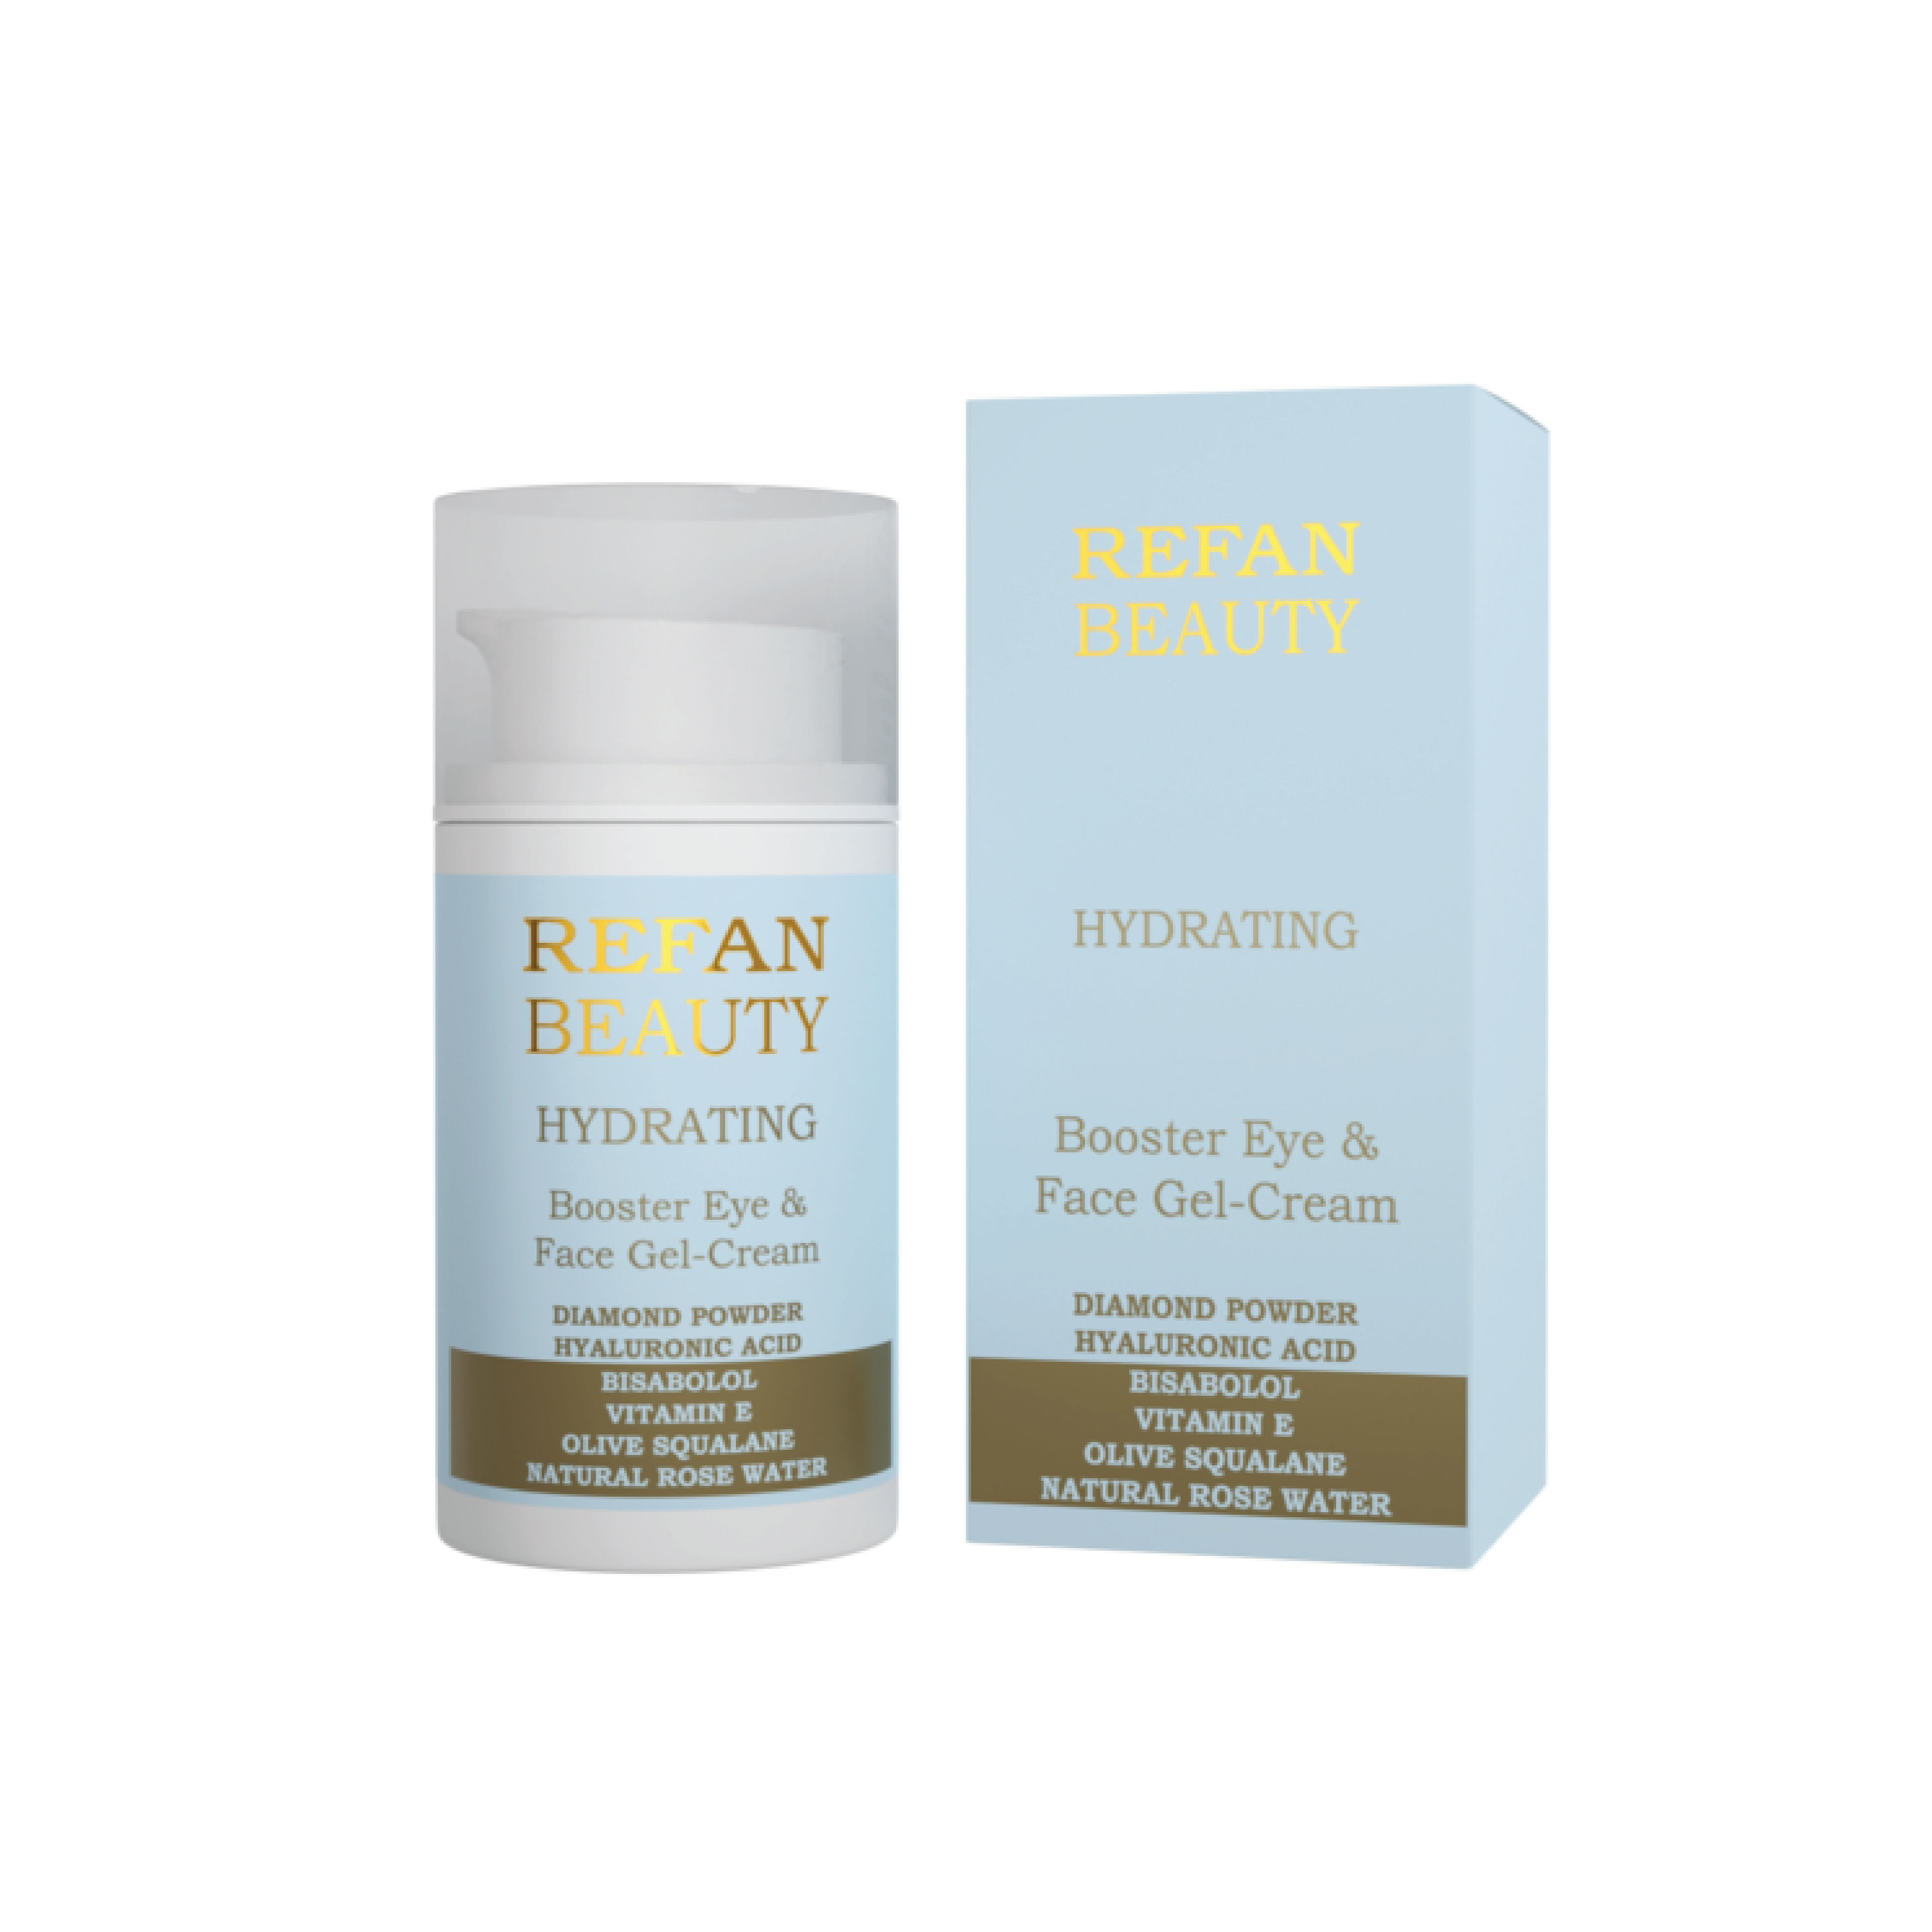 REFAN
BEAUTY
HYDRATING
Booster Eye &
Face Gel-Cream
DIAMOND POWDER
HYALURONIC ACID
BISABOLOL
VITAMIN E
OLIVE SQUALANE
NATURAL ROSE WATER
REFAN
BEAUTY
HYDRATING
Booster Eye &
Face Gel-Cream
DIAMOND POWDER
HYALURONIC ACID
BISABOLOL
VITAMIN E
OLIVE SQUALANE
NATURAL ROSE WATER